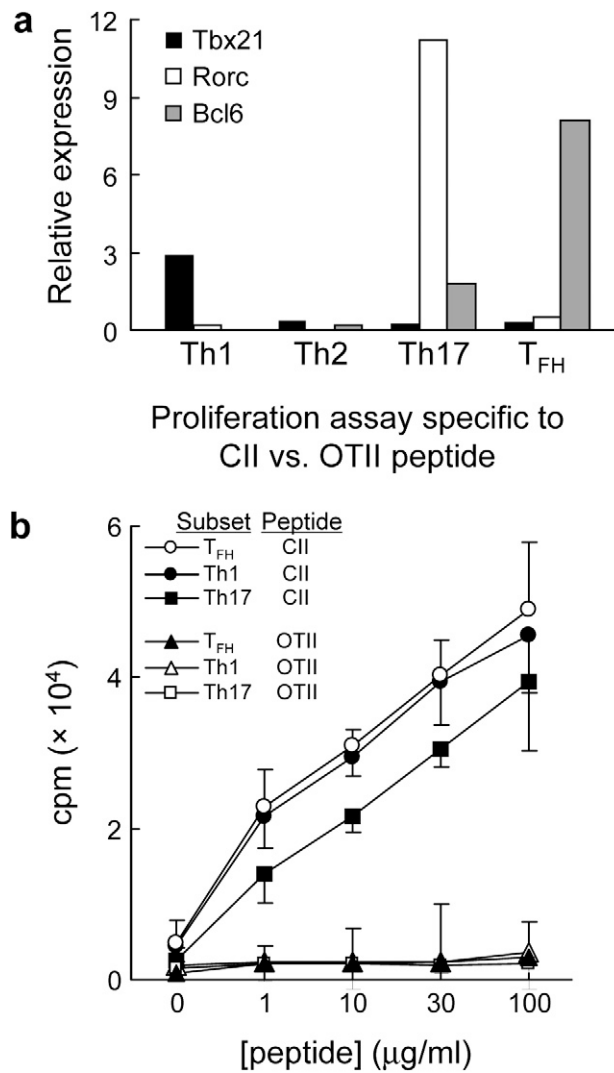 a
Relative expression
12
9
6
3
0
Tbx21
Rorc
Bcl6
Th1 Th2 Th17 TFH
Proliferation assay specific to
CII vs. OTII peptide
b
cpm (× 10⁴)
6
4
2
0
Subset Peptide
TFH CII
Th1 CII
Th17 CII
TFH OTII
Th1 OTII
Th17 OTII
0 1 10 30 100
[peptide] (μg/ml)